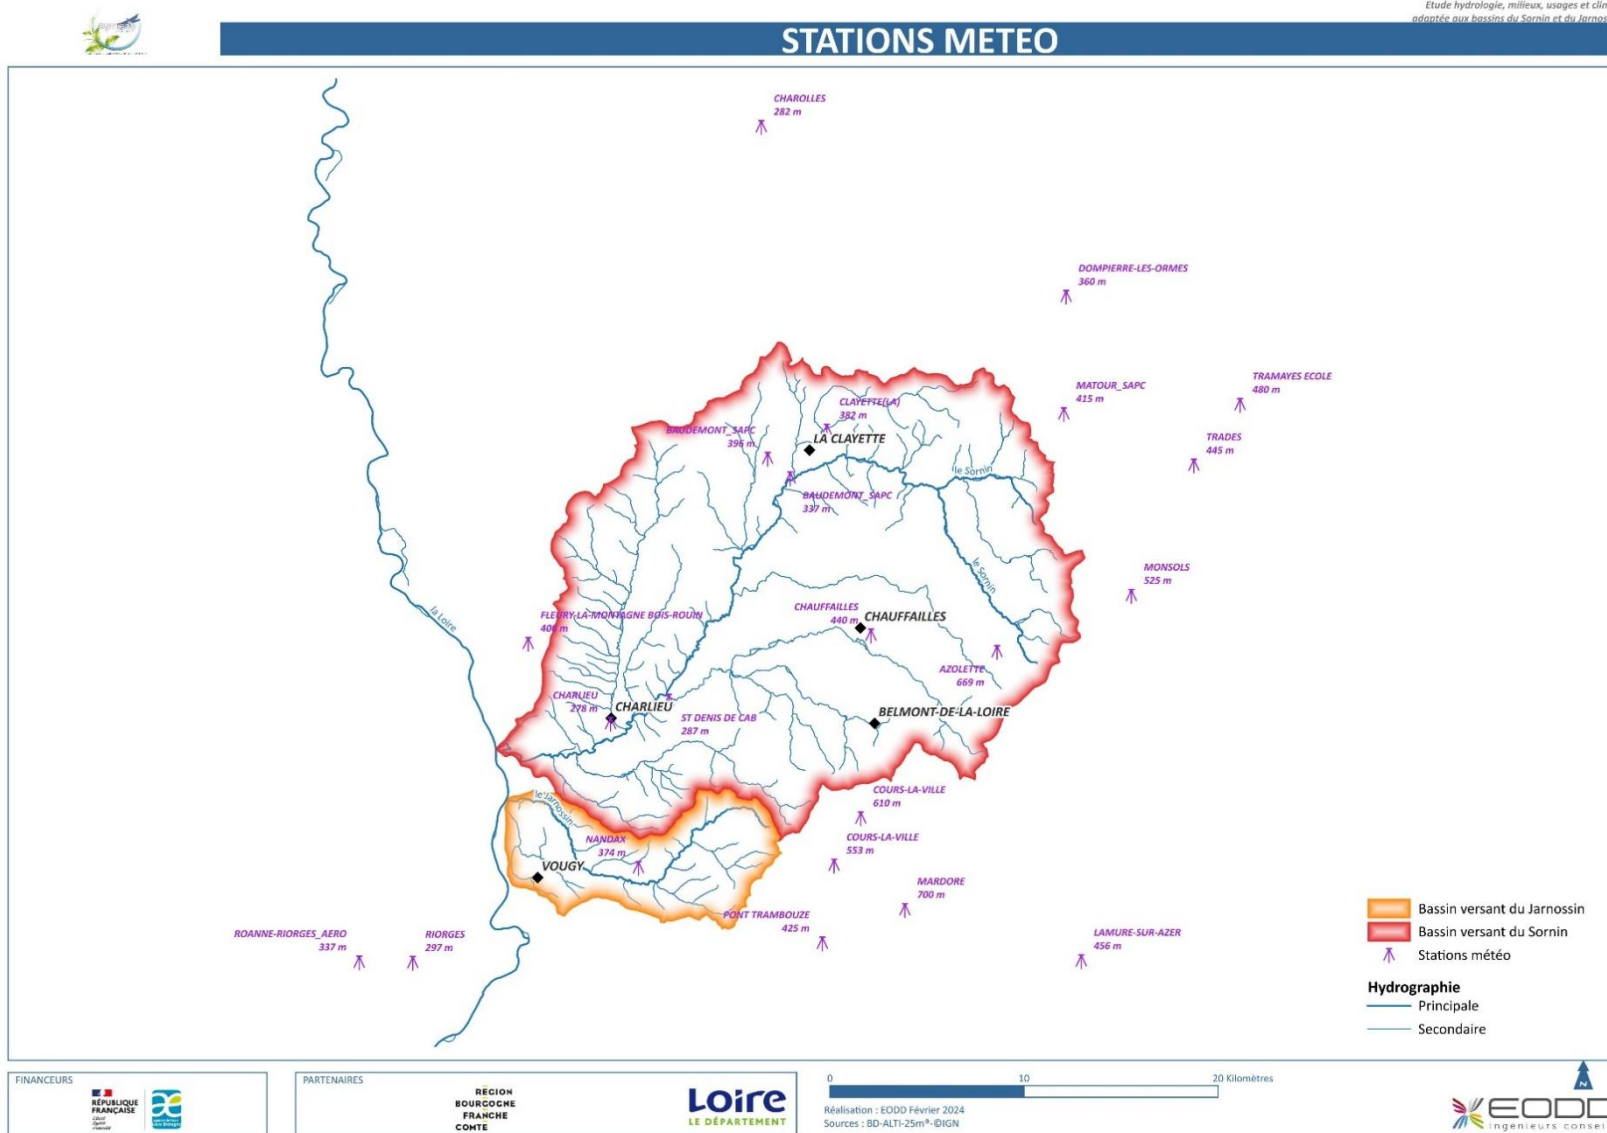 Etude hydrologie, milieux, usages et clim
adaptée aux bassins du Sornin et du Jarnos
STATIONS METEO
CHAROLLES
282 m
DOMPIERRE-LES-ORMES
360 m
TRAMAYES ECOLE
480 m
MATOUR_SAPC
415 m
CLAYETTE(LA)
382 m
BAUDEMONT_SAPC
396 m
LA CLAYETTE
TRADES
445 m
le Sornin
BAUDEMONT_SAPC
337 m
MONSOLS
525 m
le Sornin
la Loire
FLEURY-LA-MONTAGNE BOIS-ROUIN
400 m
CHAUFFAILLES
440 m
CHAUFFAILLES
AZOLETTE
669 m
CHARLIEU
278 m
CHARLIEU
ST DENIS DE CAB
287 m
BELMONT-DE-LA-LOIRE
le Jarnossin
COURS-LA-VILLE
610 m
NANDAX
374 m
COURS-LA-VILLE
553 m
VOUGY
MARDORE
700 m
PONT TRAMBOUZE
425 m
ROANNE-RIORGES_AERO
337 m
RIORGES
297 m
LAMURE-SUR-AZER
456 m
Bassin versant du Jarnossin
Bassin versant du Sornin
Stations météo
Hydrographie
Principale
Secondaire
FINANCEURS
RÉPUBLIQUE
FRANÇAISE
Liberté
Égalité
Fraternité
PARTENAIRES
REGION
BOURGOGNE
FRANCHE
COMTE
Loire
LE DÉPARTEMENT
0 10 20 Kilomètres
Réalisation : EODD Février 2024
Sources : BD-ALTI-25m®-©IGN
N
EODD
ingénieurs conseil